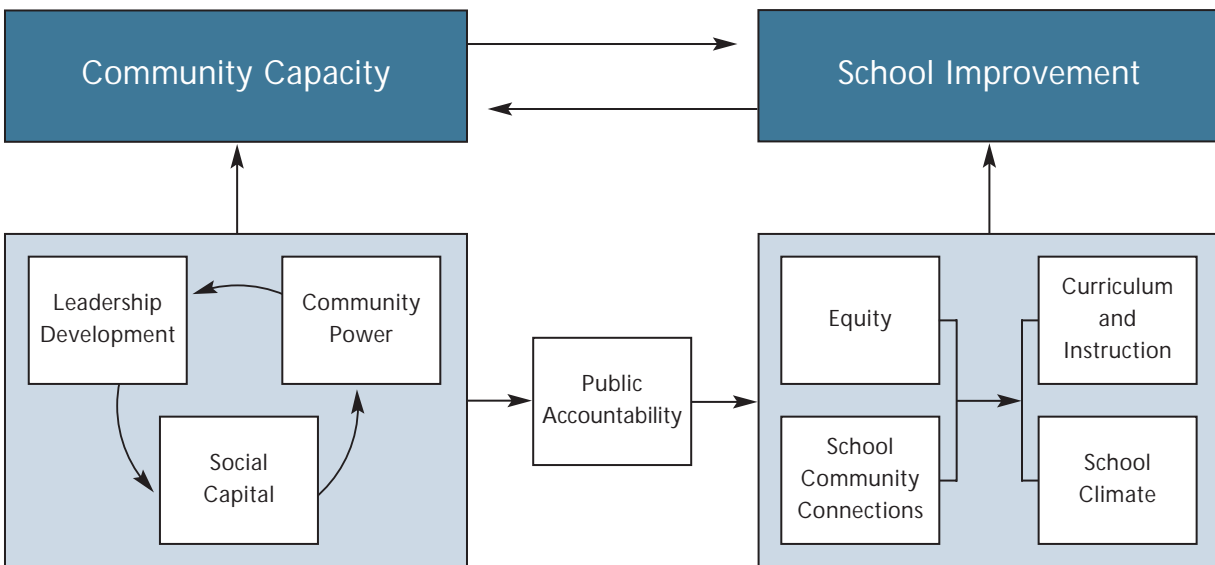 Community Capacity
School Improvement
Leadership
Development
Community
Power
Social
Capital
Public
Accountability
Equity
School
Community
Connections
Curriculum
and
Instruction
School
Climate